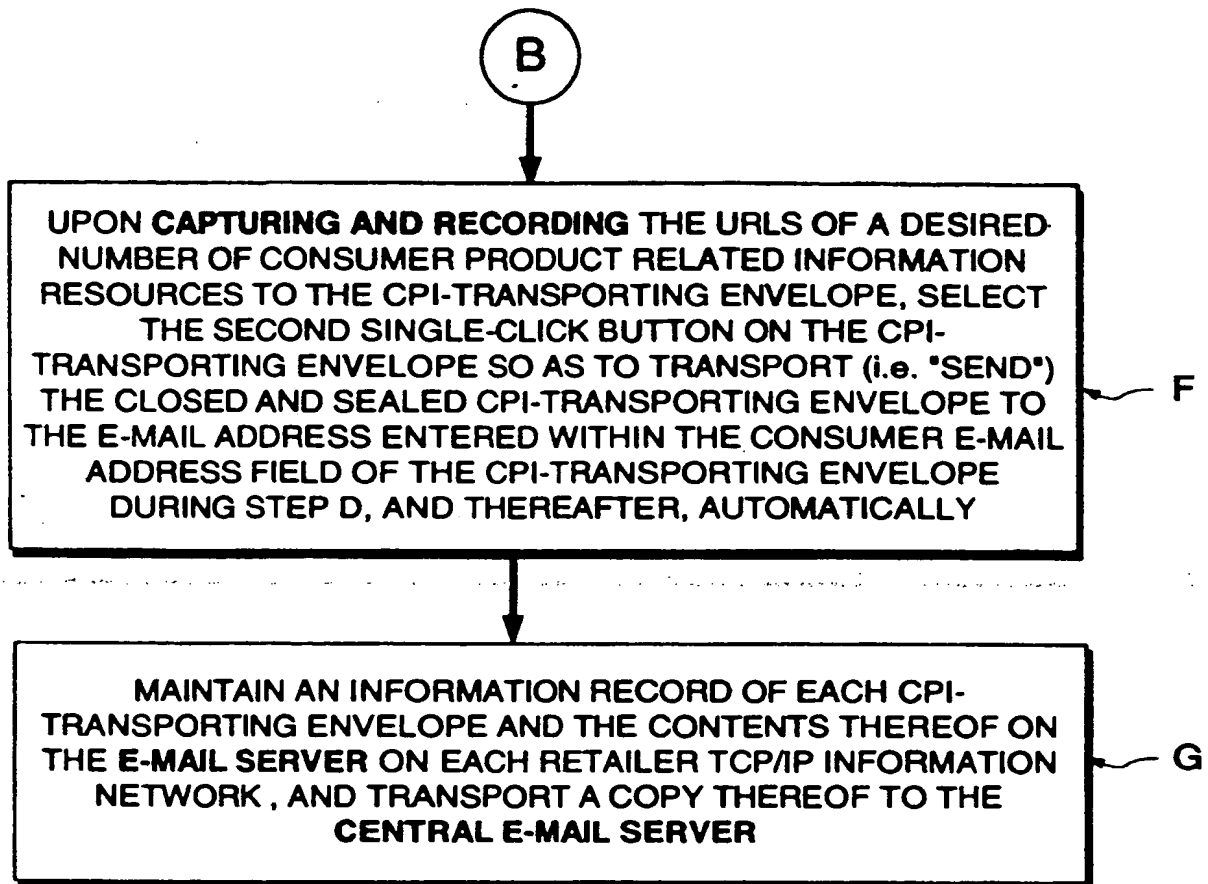 B
UPON CAPTURING AND RECORDING THE URLS OF A DESIRED
NUMBER OF CONSUMER PRODUCT RELATED INFORMATION
RESOURCES TO THE CPI-TRANSPORTING ENVELOPE, SELECT
THE SECOND SINGLE-CLICK BUTTON ON THE CPI-
TRANSPORTING ENVELOPE SO AS TO TRANSPORT (i.e. "SEND")
THE CLOSED AND SEALED CPI-TRANSPORTING ENVELOPE TO
THE E-MAIL ADDRESS ENTERED WITHIN THE CONSUMER E-MAIL
ADDRESS FIELD OF THE CPI-TRANSPORTING ENVELOPE
DURING STEP D, AND THEREAFTER, AUTOMATICALLY
F
MAINTAIN AN INFORMATION RECORD OF EACH CPI-
TRANSPORTING ENVELOPE AND THE CONTENTS THEREOF ON
THE E-MAIL SERVER ON EACH RETAILER TCP/IP INFORMATION
NETWORK , AND TRANSPORT A COPY THEREOF TO THE
CENTRAL E-MAIL SERVER
G